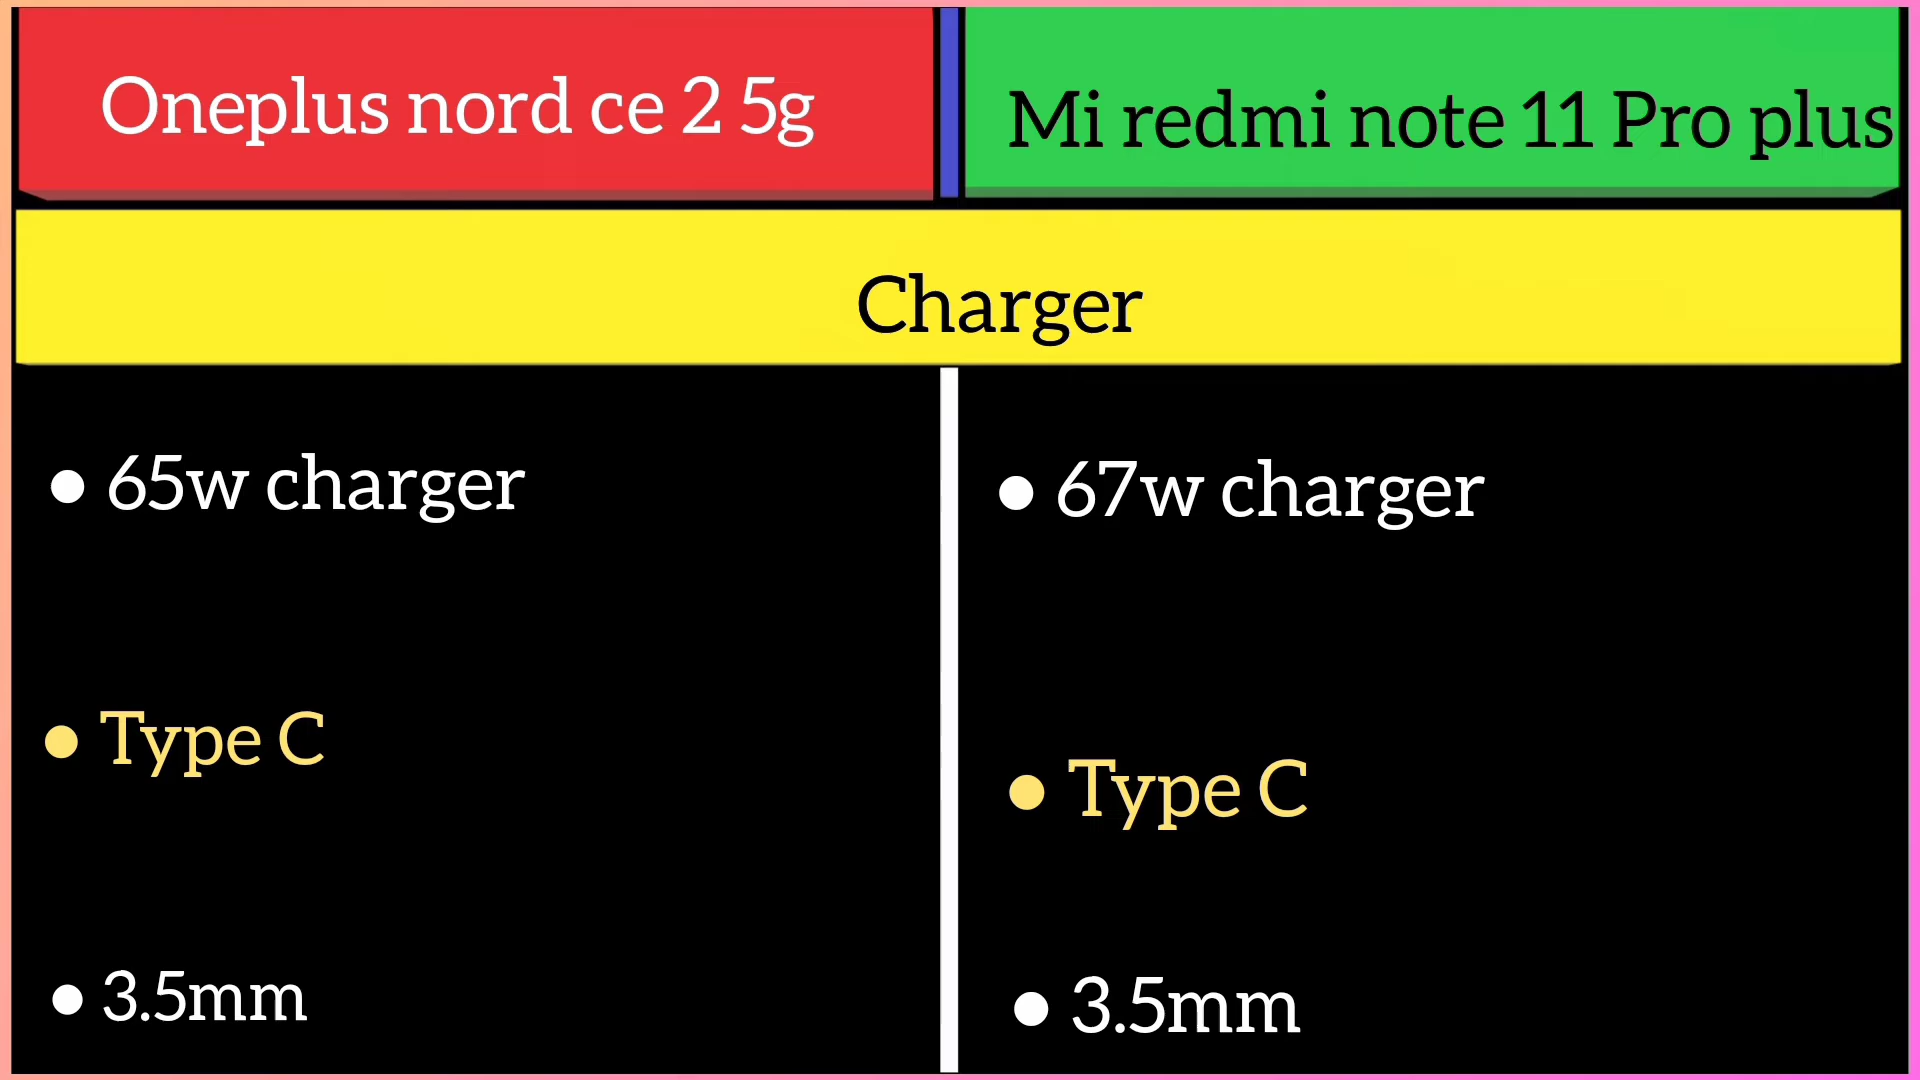 Oneplus nord ce 2 5g
Mi redmi note 11 Pro plus
Charger
● 65w charger
● Type C
● 3.5mm
● 67w charger
● Type C
● 3.5mm